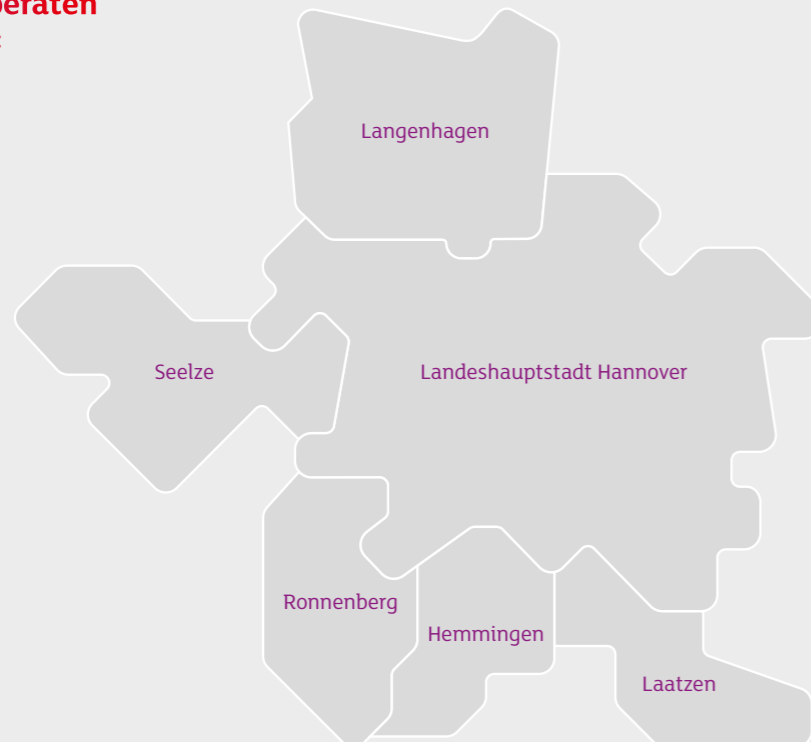 Langenhagen
Seelze
Landeshauptstadt Hannover
Ronnenberg
Hemmingen
Laatzen